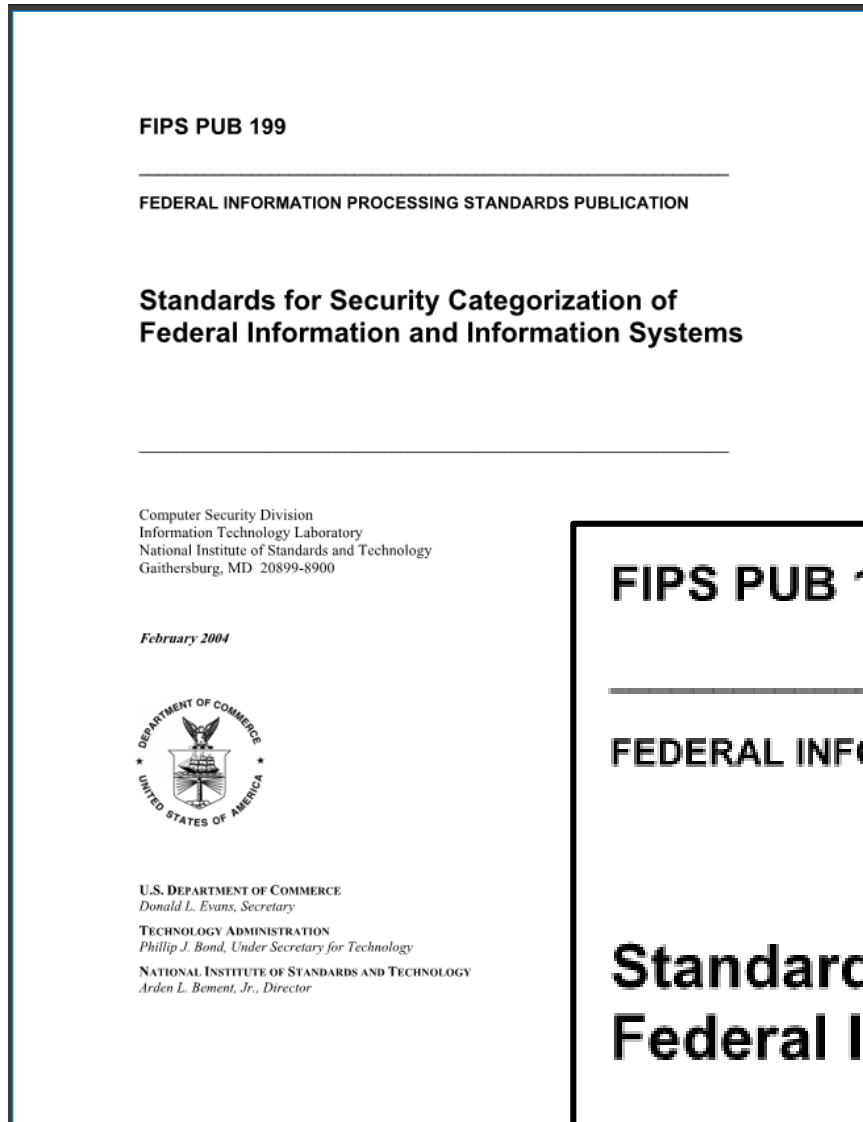 FIPS PUB 199
FEDERAL INFORMATION PROCESSING STANDARDS PUBLICATION
Standards for Security Categorization of
Federal Information and Information Systems
Computer Security Division
Information Technology Laboratory
National Institute of Standards and Technology
Gaithersburg, MD 20899-8900
February 2004
DEPARTMENT OF COMMERCE
UNITED STATES OF AMERICA
U.S. DEPARTMENT OF COMMERCE
Donald L. Evans, Secretary
TECHNOLOGY ADMINISTRATION
Phillip J. Bond, Under Secretary for Technology
NATIONAL INSTITUTE OF STANDARDS AND TECHNOLOGY
Arden L. Bement, Jr., Director
FIPS PUB
FEDERAL
Standard
Federal